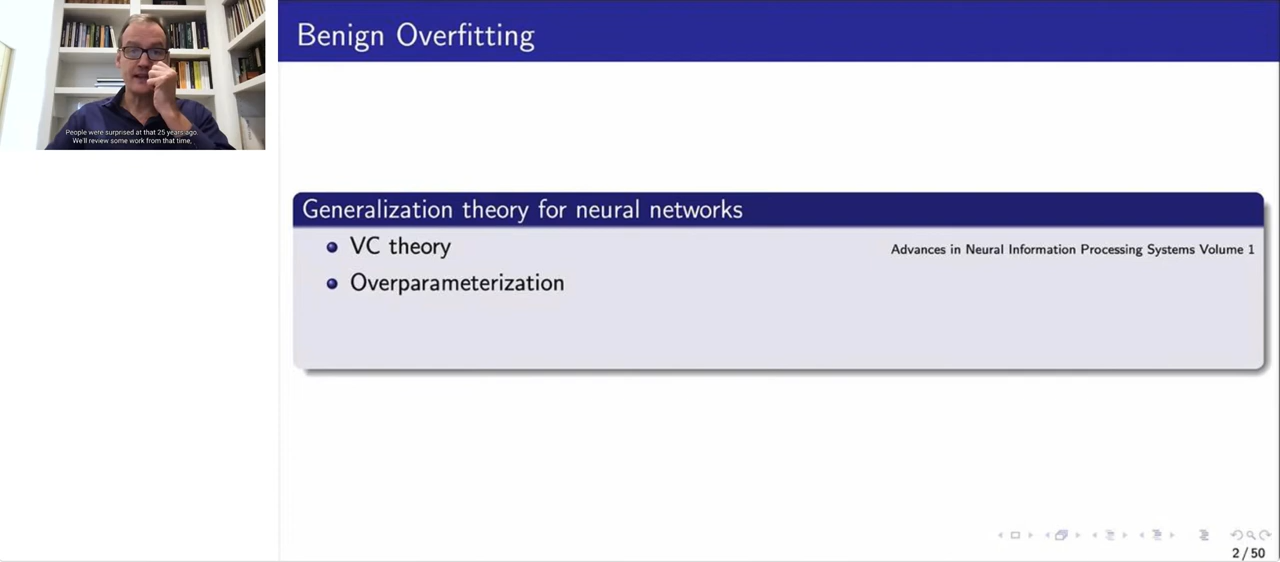 People were surprised at that 25 years ago.
We'll review some work from that time,
Benign Overfitting
Generalization theory for neural networks
VC theory
Advances in Neural Information Processing Systems Volume 1
Overparameterization
2 / 50